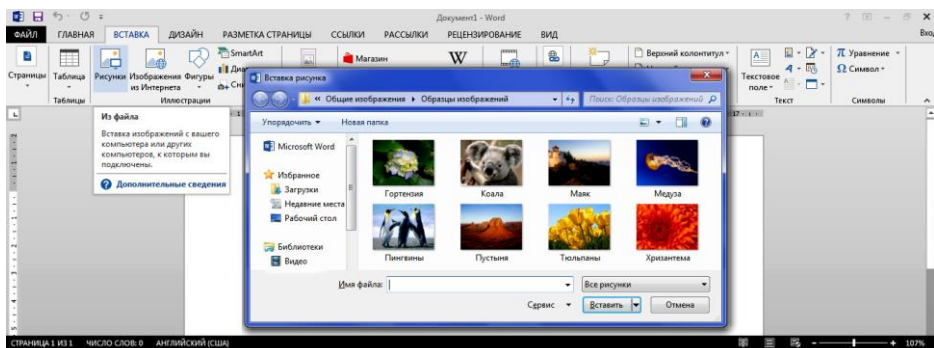 Документ1 - Word
ФАЙЛ ГЛАВНАЯ ВСТАВКА ДИЗАЙН РАЗМЕТКА СТРАНИЦЫ ССЫЛКИ РАССЫЛКИ РЕЦЕНЗИРОВАНИЕ ВИД
Страницы
Таблица
Таблицы
Рисунки
Изображения из Интернета
Фигуры
SmartArt
Иллюстрации
Магазин
Верхний колонтитул
Текстовое поле
Текст
Уравнение
Символ
Символы
Из файла
Вставка изображений с вашего
компьютера или других
компьютеров, к которым вы
подключены.
Дополнительные сведения
Вставка рисунка
« Общие изображения Образцы изображений
Поиск: Образцы изображений
Упорядочить Новая папка
Microsoft Word
Избранное
Загрузки
Недавние места
Рабочий стол
Библиотеки
Видео
Гортензия Коала Маяк Медуза
Пингвины Пустыня Тюльпаны Хризантема
Имя файла: Все рисунки
Сервис Вставить Отмена
СТРАНИЦА 1 ИЗ 1 ЧИСЛО СЛОВ: 0 АНГЛИЙСКИЙ (США) 107%